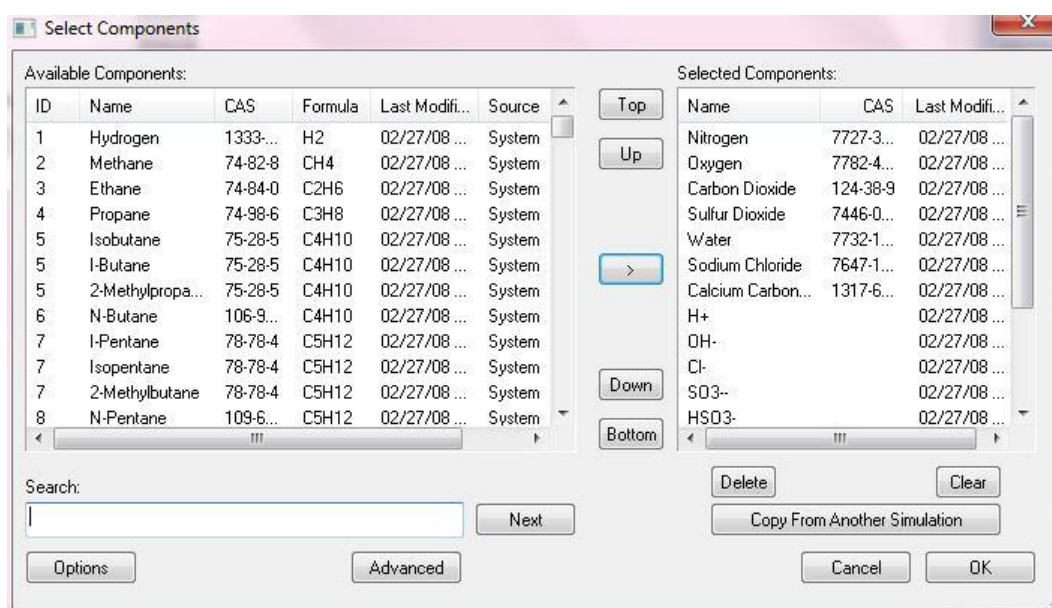 Select Components
Available Components:
ID Name CAS Formula Last Modifi... Source
1 Hydrogen 1333-... H2 02/27/08 ... System
2 Methane 74-82-8 CH4 02/27/08 ... System
3 Ethane 74-84-0 C2H6 02/27/08 ... System
4 Propane 74-98-6 C3H8 02/27/08 ... System
5 Isobutane 75-28-5 C4H10 02/27/08 ... System
5 I-Butane 75-28-5 C4H10 02/27/08 ... System
5 2-Methylpropa... 75-28-5 C4H10 02/27/08 ... System
6 N-Butane 106-9... C4H10 02/27/08 ... System
7 I-Pentane 78-78-4 C5H12 02/27/08 ... System
7 Isopentane 78-78-4 C5H12 02/27/08 ... System
7 2-Methylbutane 78-78-4 C5H12 02/27/08 ... System
8 N-Pentane 109-6... C5H12 02/27/08 ... System
Top
Up
>
Down
Bottom
Selected Components:
Name CAS Last Modifi...
Nitrogen 7727-3... 02/27/08 ...
Oxygen 7782-4... 02/27/08 ...
Carbon Dioxide 124-38-9 02/27/08 ...
Sulfur Dioxide 7446-0... 02/27/08 ...
Water 7732-1... 02/27/08 ...
Sodium Chloride 7647-1... 02/27/08 ...
Calcium Carbon... 1317-6... 02/27/08 ...
H+ 02/27/08 ...
OH- 02/27/08 ...
Cl- 02/27/08 ...
SO3-- 02/27/08 ...
HSO3- 02/27/08 ...
Search:
Next
Delete Clear
Copy From Another Simulation
Options Advanced Cancel OK